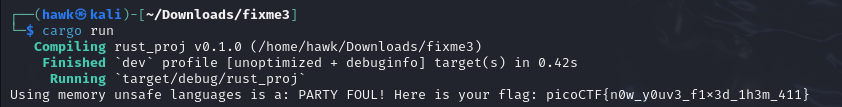 ┌──(hawk㉿kali)-[~/Downloads/fixme3]
└─$ cargo run
   Compiling rust_proj v0.1.0 (/home/hawk/Downloads/fixme3)
    Finished `dev` profile [unoptimized + debuginfo] target(s) in 0.42s
     Running `target/debug/rust_proj`
Using memory unsafe languages is a: PARTY FOUL! Here is your flag: picoCTF{n0w_y0uv3_f1x3d_1h3m_411}